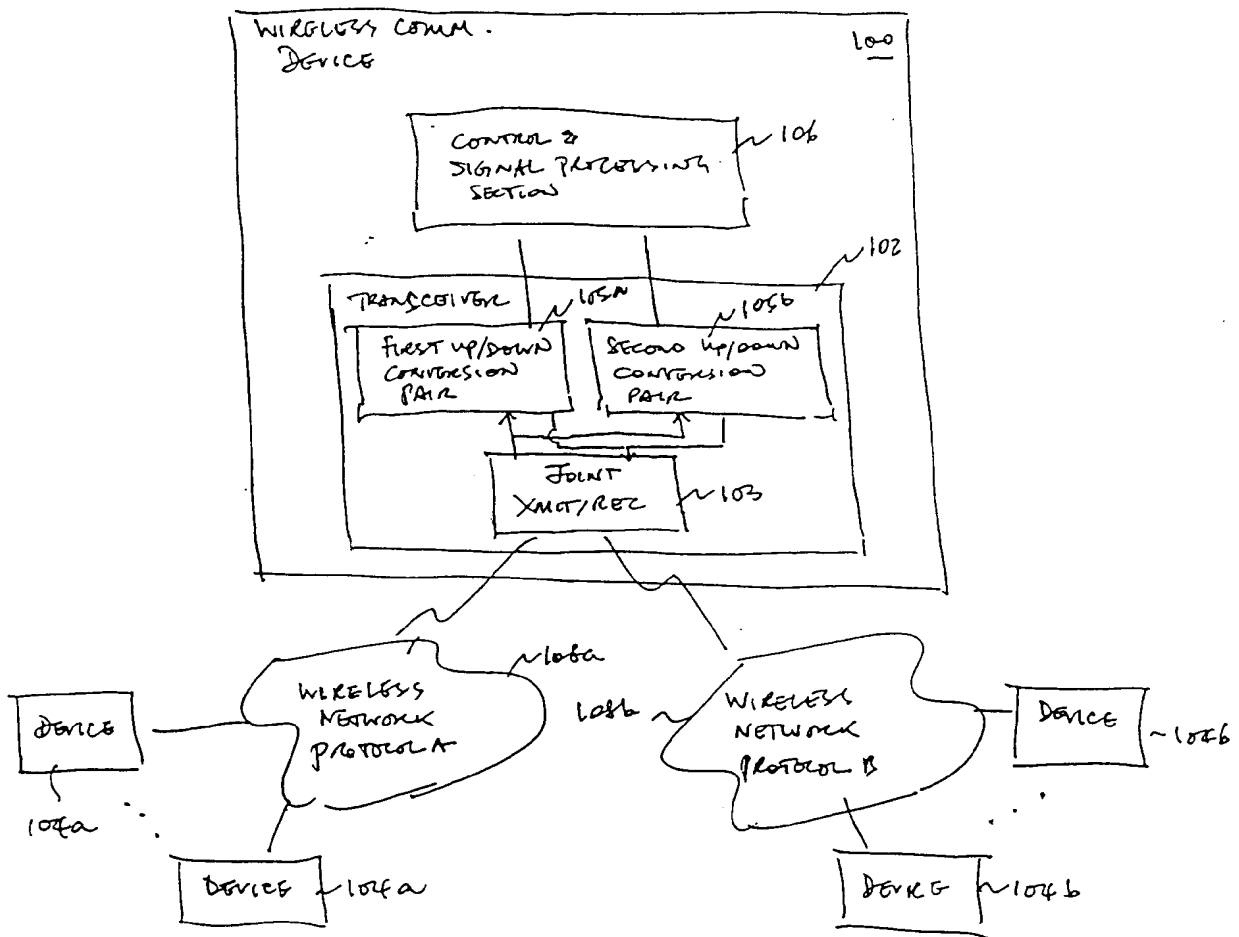 WIRELESS COMM.
DEVICE
100
CONTROL &
SIGNAL PROCESSING
SECTION
106
102
TRANSCEIVER
105a
105b
FIRST UP/DOWN
CONVERSION
PAIR
SECOND UP/DOWN
CONVERSION
PAIR
JOINT
XMIT/REC
103
108a
WIRELESS
NETWORK
PROTOCOL A
108b
WIRELESS
NETWORK
PROTOCOL B
DEVICE
104a
DEVICE
104b
DEVICE
104a
DEVICE
104b